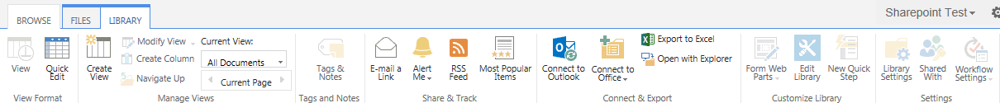 BROWSE FILES LIBRARY
Sharepoint Test
View
Quick
Edit
View Format
Create
View
Modify View
Create Column
Navigate Up
Current View:
All Documents
Current Page
Manage Views
Tags &
Notes
Tags and Notes
E-mail a
Link
Alert
Me
RSS
Feed
Most Popular
Items
Share & Track
Connect to
Outlook
Connect to
Office
Export to Excel
Open with Explorer
Connect & Export
Form Web
Parts
Edit
Library
New Quick
Step
Customize Library
Library
Settings
Shared
With
Workflow
Settings
Settings